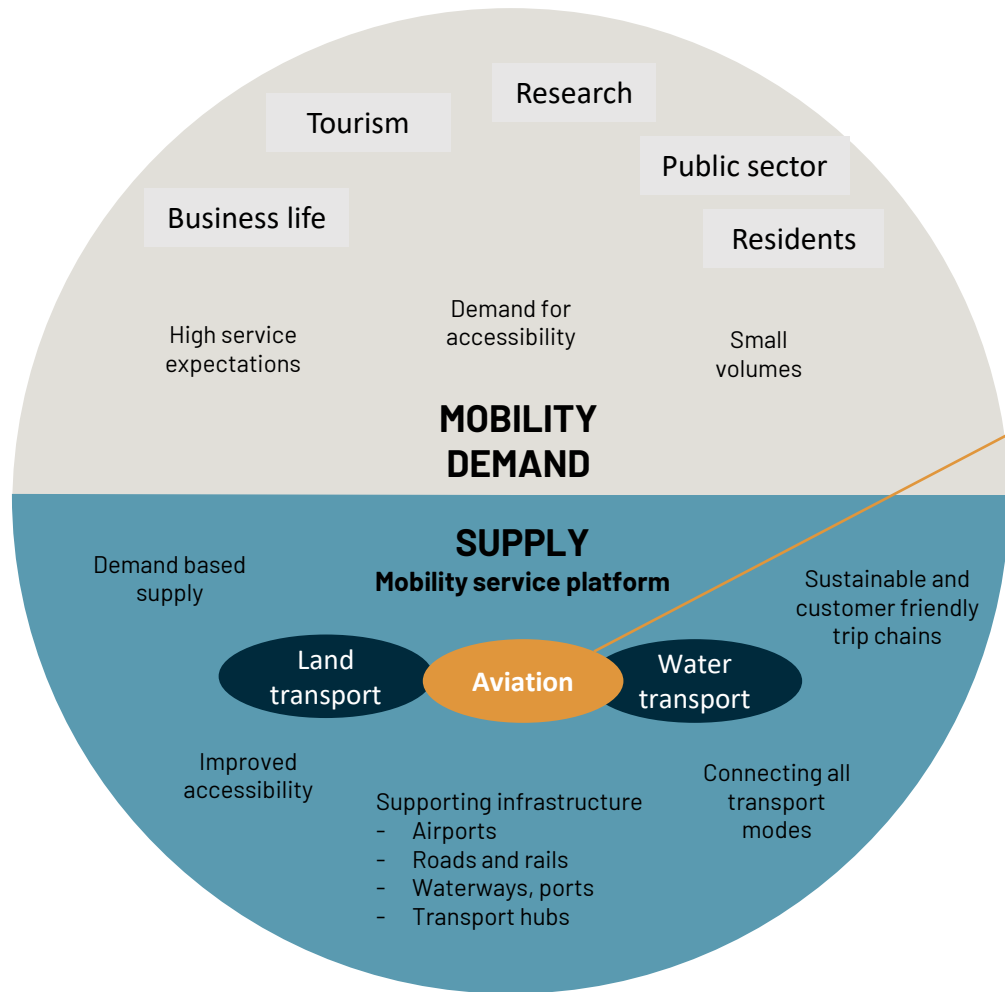 Research
Tourism
Public sector
Business life
Residents
Demand for
accessibility
High service
expectations
Small
volumes
MOBILITY
DEMAND
SUPPLY
Mobility service platform
Demand based
supply
Sustainable and
customer friendly
trip chains
Land
transport
Aviation
Water
transport
Improved
accessibility
Connecting all
transport
modes
Supporting infrastructure
- Airports
- Roads and rails
- Waterways, ports
- Transport hubs